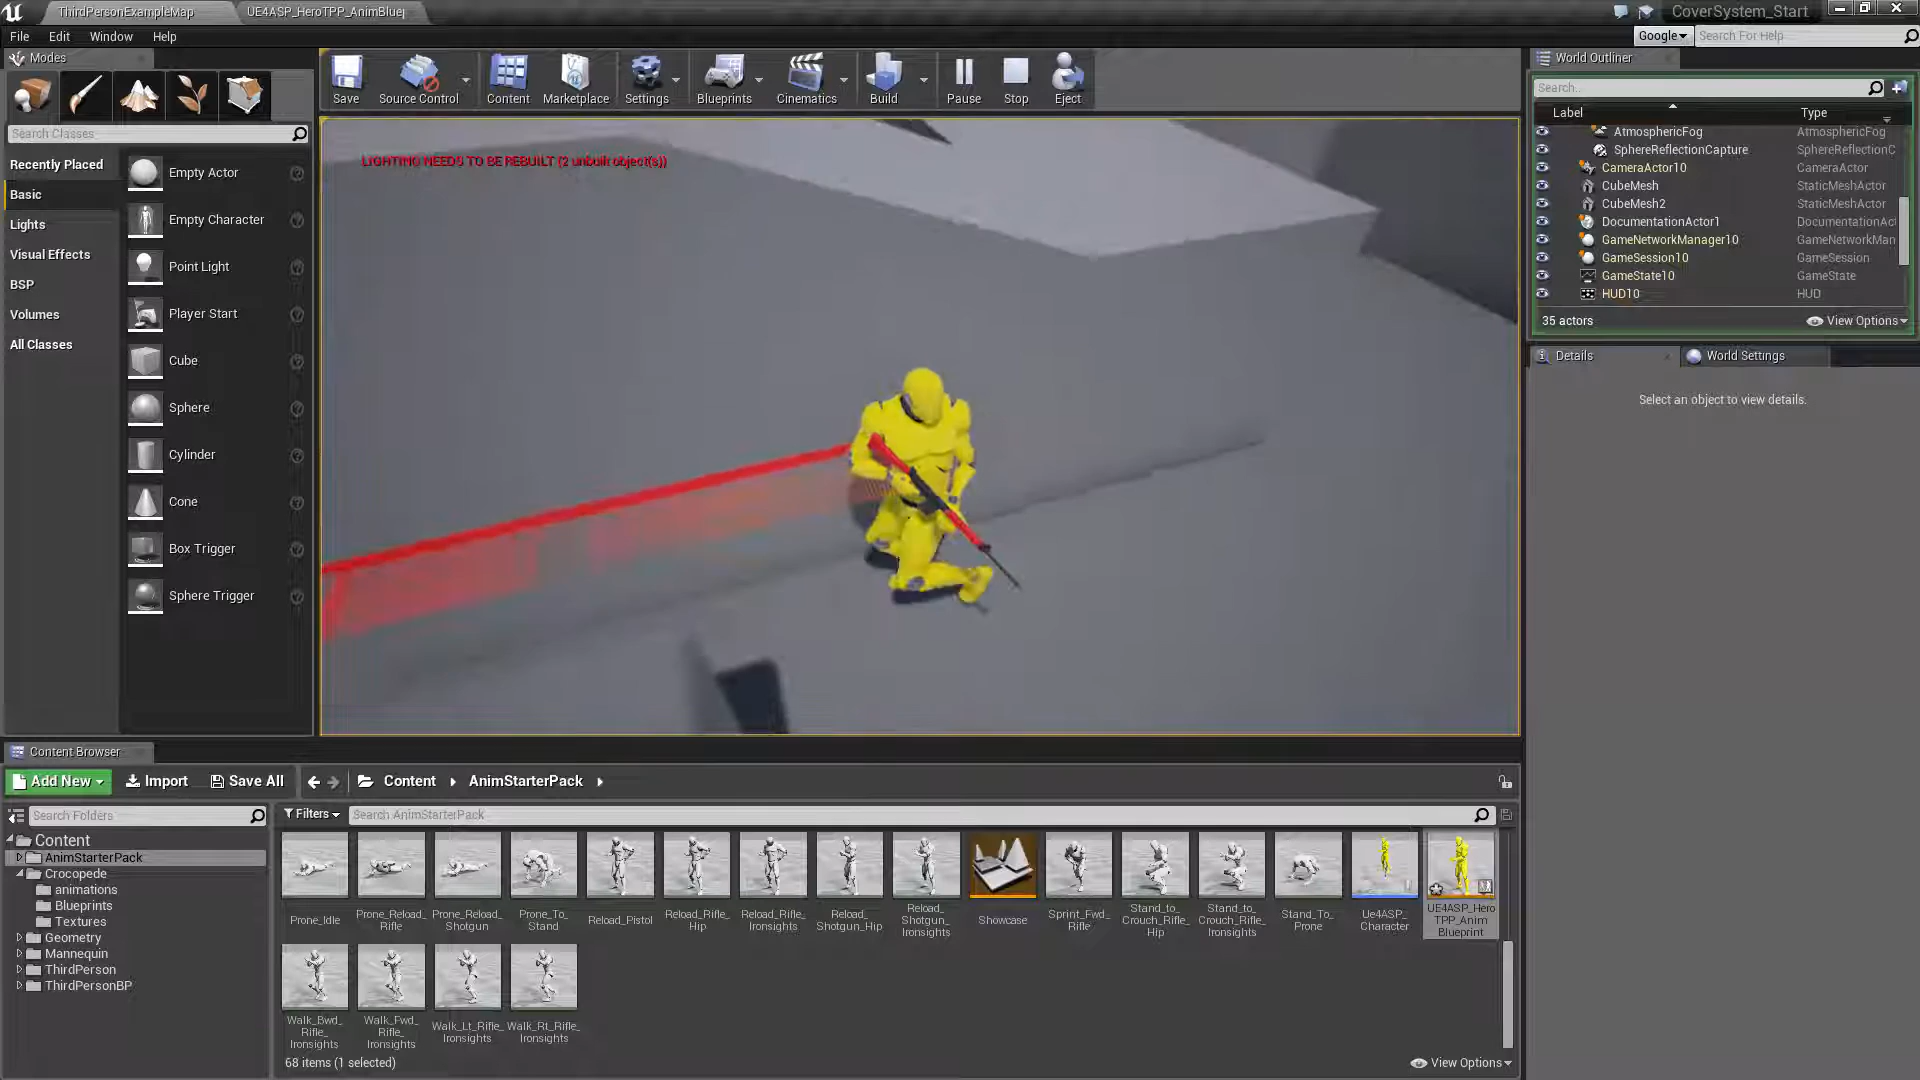 ThirdPersonExampleMap
UE4ASP_HeroTPP_AnimBluep
CoverSystem_Start
File
Edit
Window
Help
Google
Search For Help
Modes
Save
Source Control
Content
Marketplace
Settings
Blueprints
Cinematics
Build
Pause
Stop
Eject
World Outliner
Search...
Label
Type
AtmosphericFog
AtmosphericFog
SphereReflectionCapture
SphereReflectionC
CameraActor10
CameraActor
CubeMesh
StaticMeshActor
CubeMesh2
StaticMeshActor
DocumentationActor1
DocumentationAct
GameNetworkManager10
GameNetworkMan
GameSession10
GameSession
GameState10
GameState
HUD10
HUD
35 actors
View Options
Details
World Settings
Select an object to view details.
Search Classes
Recently Placed
Basic
Lights
Visual Effects
BSP
Volumes
All Classes
Empty Actor
Empty Character
Point Light
Player Start
Cube
Sphere
Cylinder
Cone
Box Trigger
Sphere Trigger
LIGHTING NEEDS TO BE REBUILT (2 unbuilt object(s))
Content Browser
Add New
Import
Save All
Content
AnimStarterPack
Search Folders
Filters
Search AnimStarterPack
Content
AnimStarterPack
Crocopede
animations
Blueprints
Textures
Geometry
Mannequin
ThirdPerson
ThirdPersonBP
Prone_Idle
Prone_Reload_
Rifle
Prone_Reload_
Shotgun
Prone_To_
Stand
Reload_Pistol
Reload_Rifle_
Hip
Reload_Rifle_
Ironsights
Reload_
Shotgun_Hip
Reload_
Shotgun_
Ironsights
Showcase
Sprint_Fwd_
Rifle
Stand_to_
Crouch_Rifle_
Hip
Stand_to_
Crouch_Rifle_
Ironsights
Stand_To_
Prone
Ue4ASP_
Character
UE4ASP_Hero
TPP_Anim
Blueprint
Walk_Bwd_
Rifle_
Ironsights
Walk_Fwd_
Rifle_
Ironsights
Walk_Lt_Rifle_
Ironsights
Walk_Rt_Rifle_
Ironsights
68 items (1 selected)
View Options